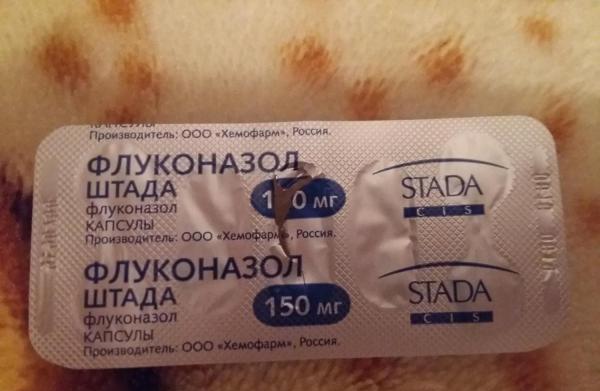 КАПСУЛЫ
Производитель: ООО «Хемофарм», Россия.
ФЛУКОНАЗОЛ
ШТАДА
флуконазол
КАПСУЛЫ
Производитель: ООО «Хемофарм», Россия.
мг
STADA
CIS
ФЛУКОНАЗОЛ
ШТАДА
флуконазол
КАПСУЛЫ
Производитель: ООО «Хемофарм», Россия.
150 мг
STADA
CIS